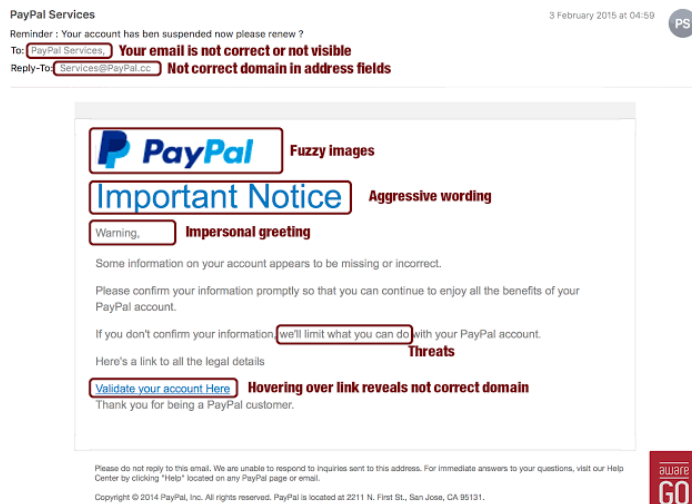 PayPal Services
3 February 2015 at 04:59
PS
Reminder : Your account has ben suspended now please renew ?
To: PayPal Services, Your email is not correct or not visible
Reply-To: Services@PayPal.cc Not correct domain in address fields
PayPal Fuzzy images
Important Notice Aggressive wording
Warning, Impersonal greeting
Some information on your account appears to be missing or incorrect.
Please confirm your information promptly so that you can continue to enjoy all the benefits of your
PayPal account.
If you don't confirm your information, we'll limit what you can do with your PayPal account.
Threats
Here's a link to all the legal details
Validate your account Here Hovering over link reveals not correct domain
Thank you for being a PayPal customer.
Please do not reply to this email. We are unable to respond to inquiries sent to this address. For immediate answers to your questions, visit our Help
Center by clicking "Help" located on any PayPal page or email.
Copyright © 2014 PayPal, Inc. All rights reserved. PayPal is located at 2211 N. First St., San Jose, CA 95131.
aware
GO